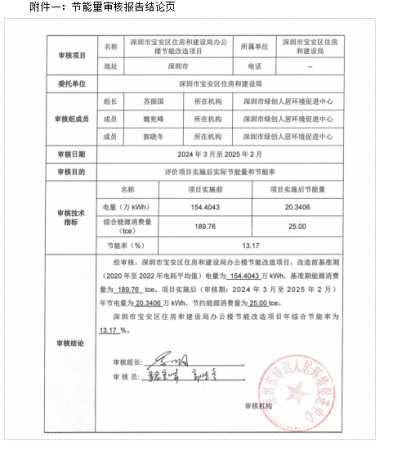 附件一：节能量审核报告结论页
审核项目 名称 深圳市宝安区住房和建设局办公楼节能改造项目 所属单位 深圳市宝安区住房和建设局
地址 深圳市 电话 --
委托单位 深圳市宝安区住房和建设局
审核组成员 组长 苏振国 所在机构 深圳市绿创人居环境促进中心
成员 魏宪峰 所在机构 深圳市绿创人居环境促进中心
成员 郭晓冬 所在机构 深圳市绿创人居环境促进中心
审核日期 2024 年 3 月至 2025 年 2 月
审核目的 评价项目实施后实际节能量和节能率
审核技术指标 名称 项目实施前 项目实施后节能量
电量（万 kWh） 154.4043 20.3406
综合能源消费量（tce） 189.76 25.00
节能率（%） 13.17
审核结论
经审核，深圳市宝安区住房和建设局办公楼节能改造项目，改造前基准期
（2020 年至 2022 年电耗平均值）电量为 154.4043 万 kWh，基准期能源消费
量为 189.76 tce。项目实施后（审核期：2024 年 3 月至 2025 年 2 月）
年节电量为 20.3406 万 kWh，节约能源消费量为 25.00 tce。
深圳市宝安区住房和建设局办公楼节能改造项目年综合节能率为
13.17 %。
审核组长:
审 核 员:
审核机构
深圳市绿创人居环境促进中心